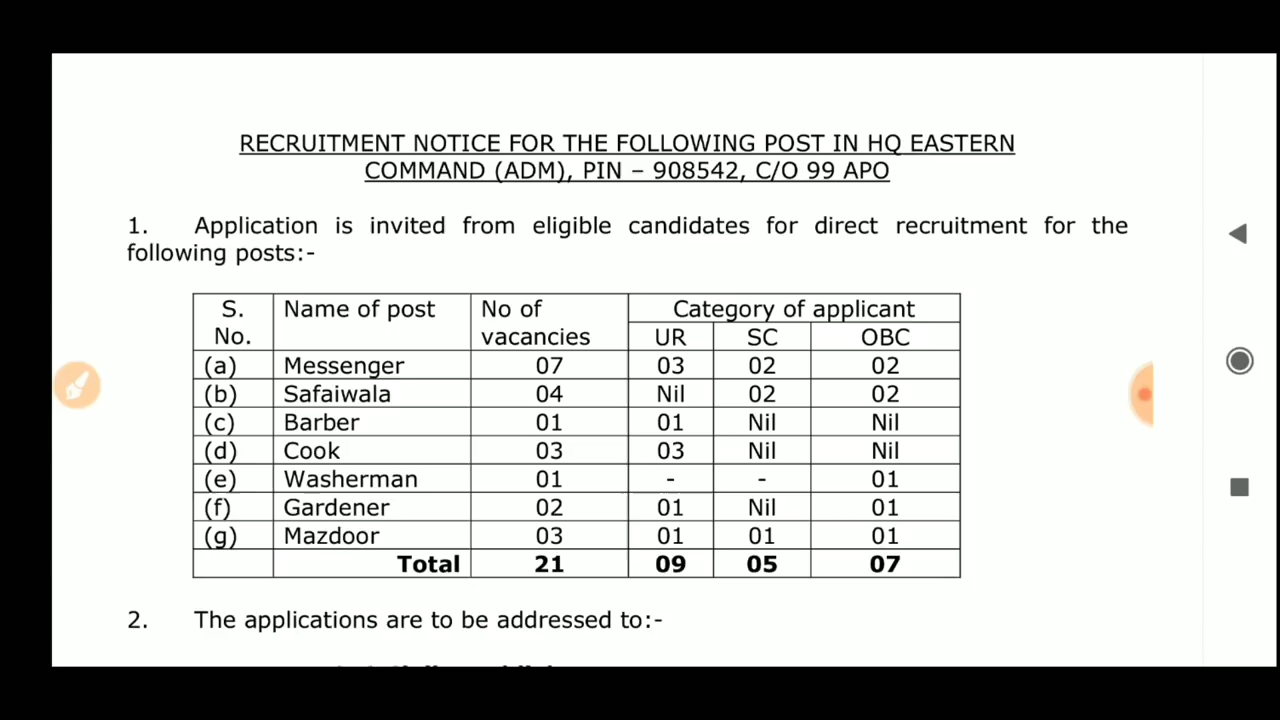 RECRUITMENT NOTICE FOR THE FOLLOWING POST IN HQ EASTERN
COMMAND (ADM), PIN – 908542, C/O 99 APO
1. Application is invited from eligible candidates for direct recruitment for the
following posts:-
S. No. Name of post No of vacancies Category of applicant
UR SC OBC
(a) Messenger 07 03 02 02
(b) Safaiwala 04 Nil 02 02
(c) Barber 01 01 Nil Nil
(d) Cook 03 03 Nil Nil
(e) Washerman 01 - - 01
(f) Gardener 02 01 Nil 01
(g) Mazdoor 03 01 01 01
Total 21 09 05 07
2. The applications are to be addressed to:-